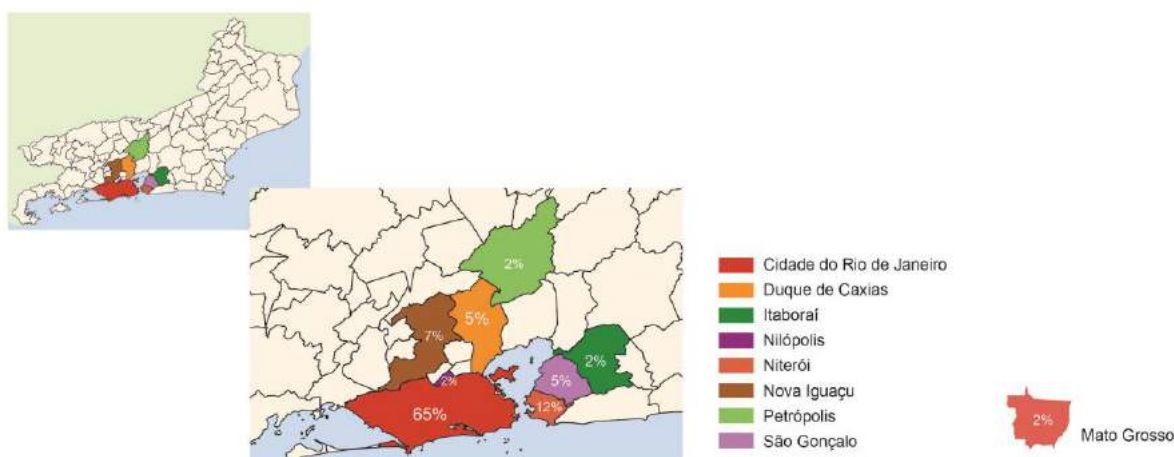 2%
5%
7%
2%
2%
5%
12%
65%
Cidade do Rio de Janeiro
Duque de Caxias
Itaboraí
Nilópolis
Niterói
Nova Iguaçu
Petrópolis
São Gonçalo
2%
Mato Grosso